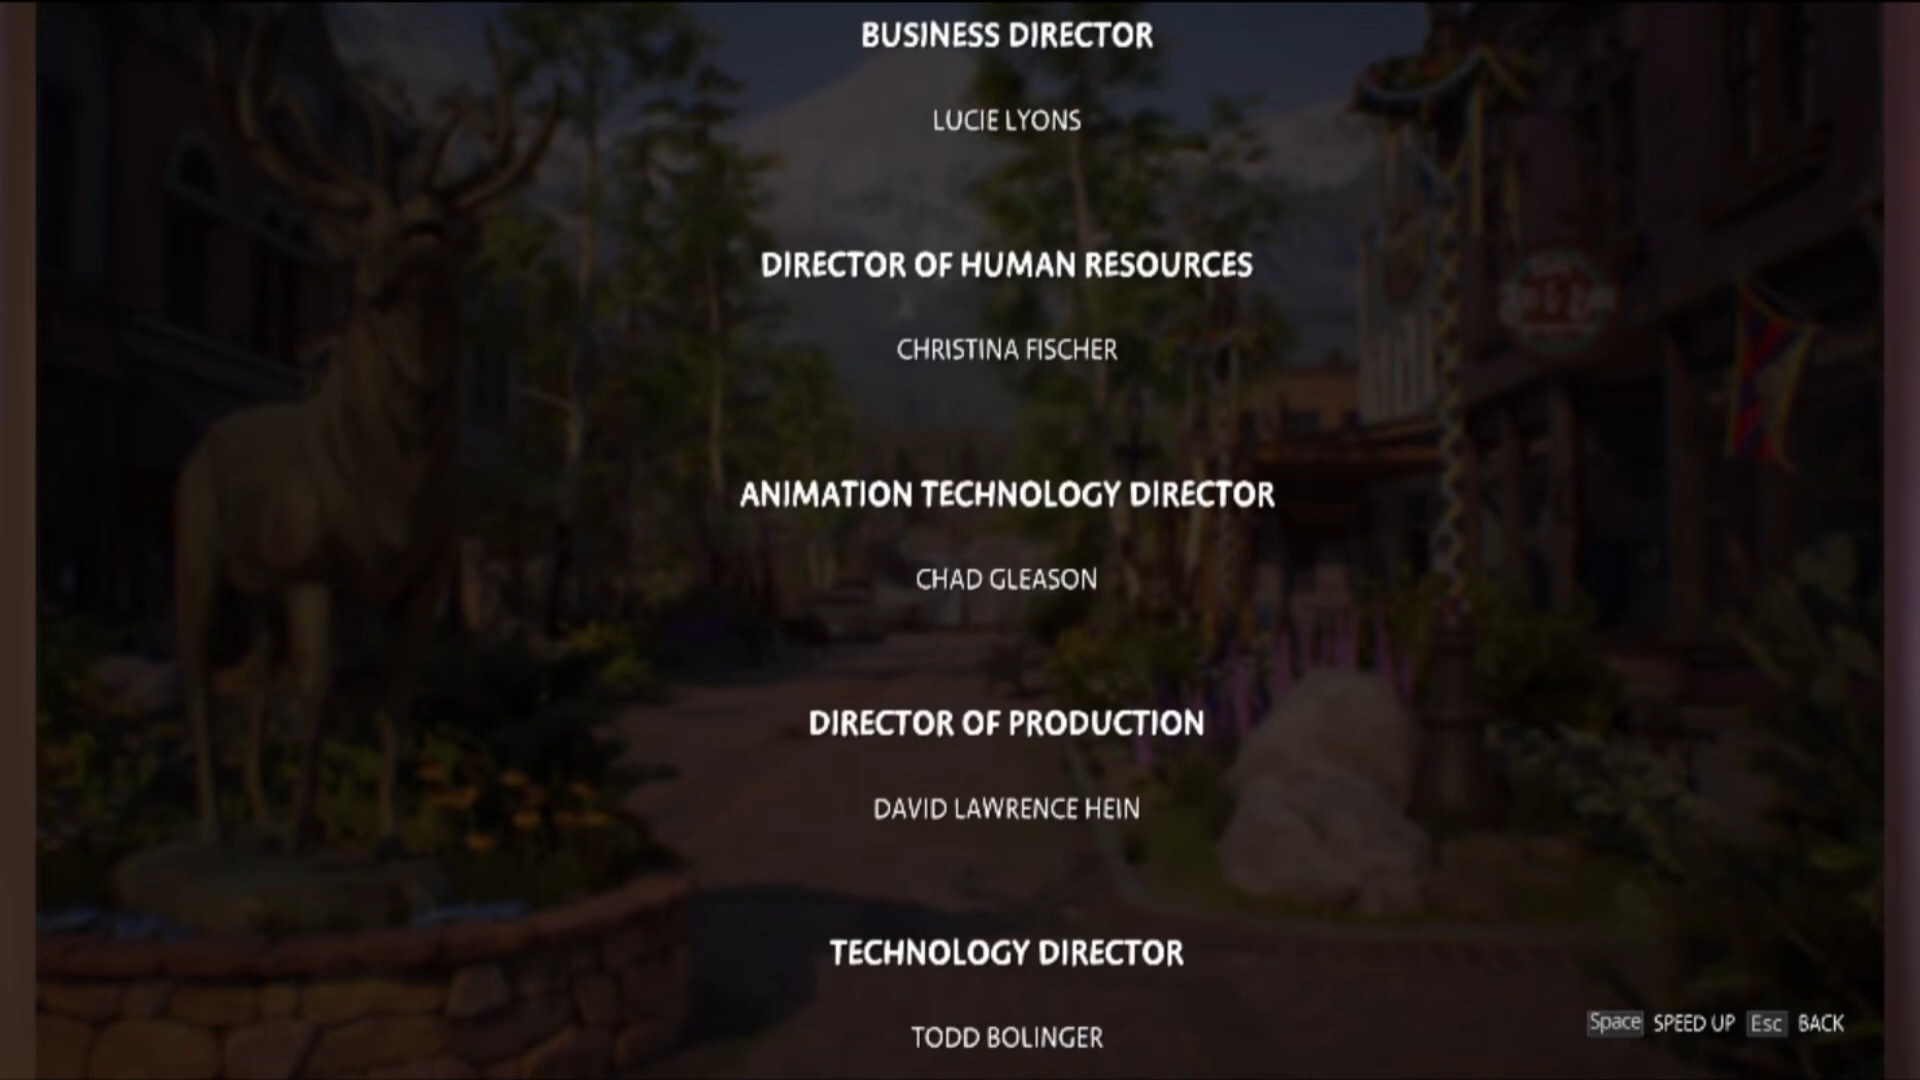 BUSINESS DIRECTOR
LUCIE LYONS
DIRECTOR OF HUMAN RESOURCES
CHRISTINA FISCHER
ANIMATION TECHNOLOGY DIRECTOR
CHAD GLEASON
DIRECTOR OF PRODUCTION
DAVID LAWRENCE HEIN
TECHNOLOGY DIRECTOR
TODD BOLINGER
Space SPEED UP Esc BACK